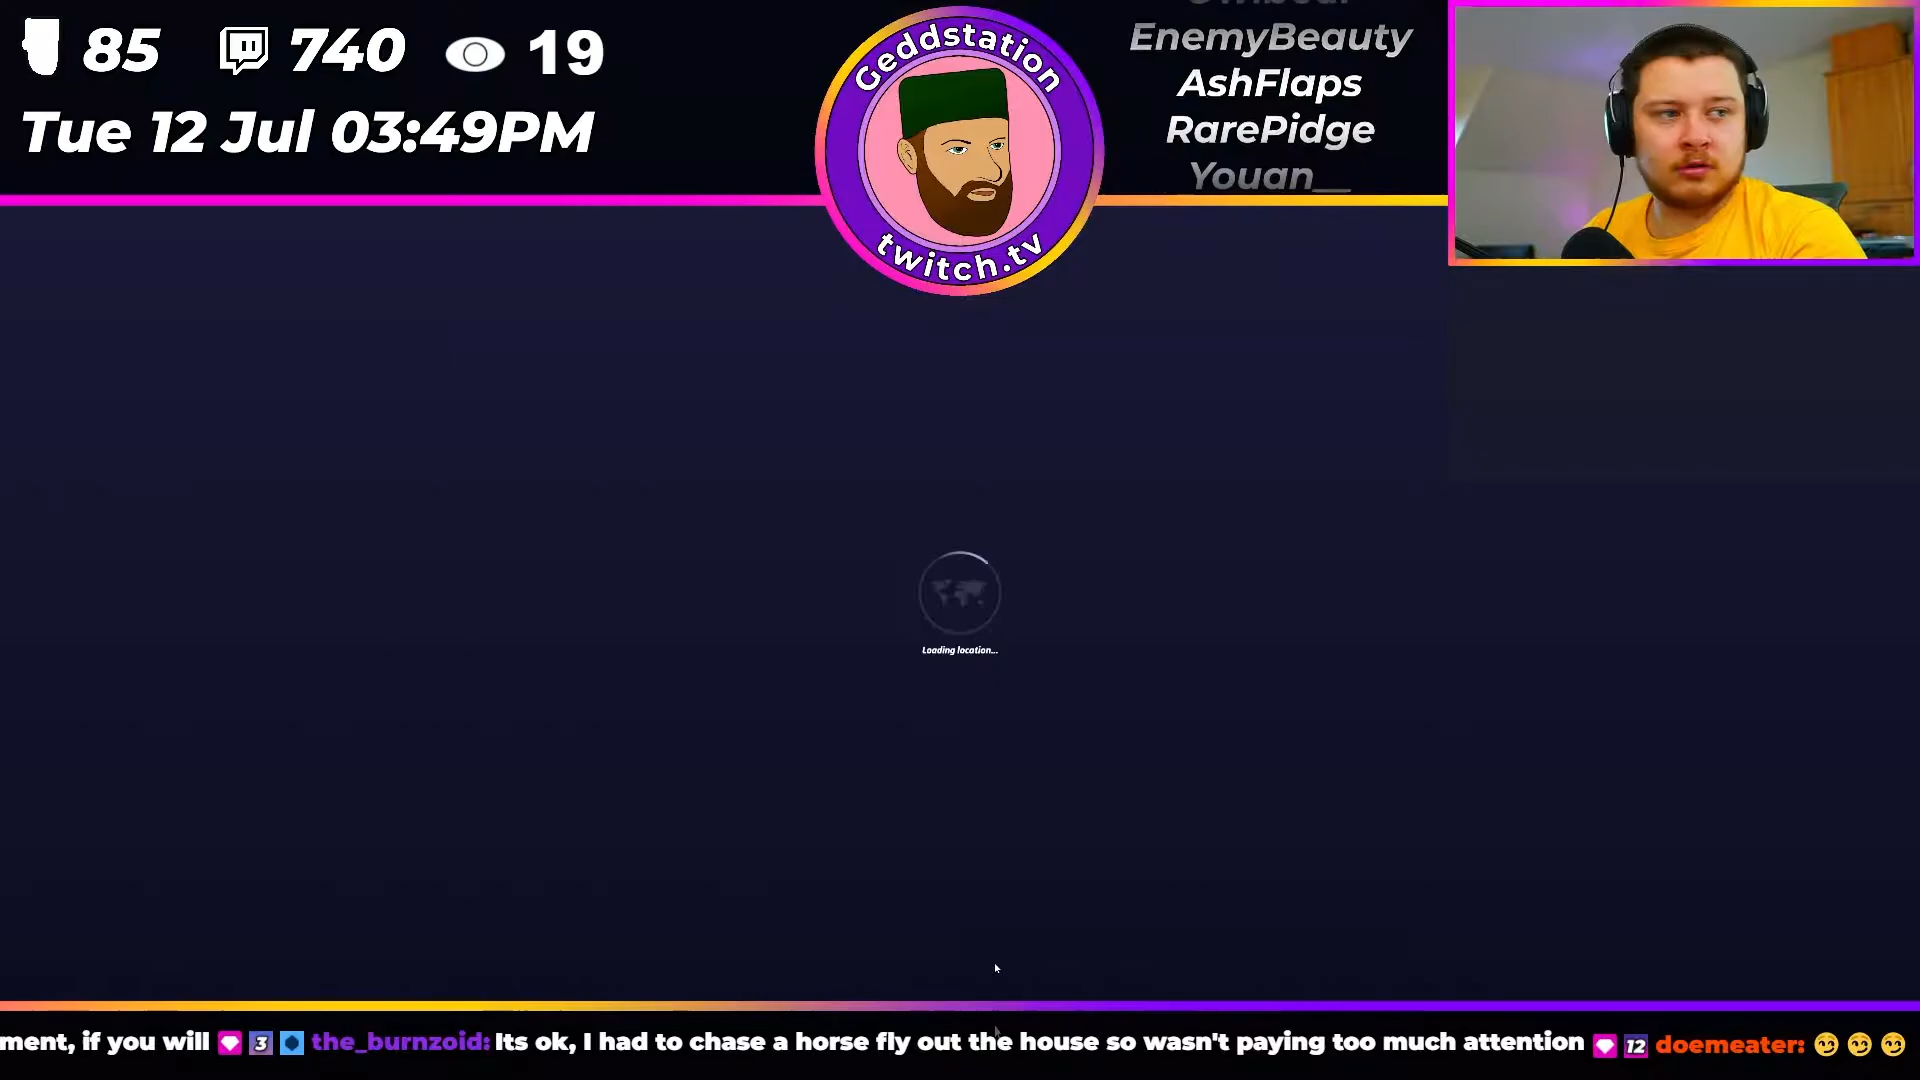 85 740 19
Tue 12 Jul 03:49PM
Geddstation
twitch.tv
EnemyBeauty
AshFlaps
RarePidge
Youan__
Loading location...
ment, if you will 3 the_burnzoid: Its ok, I had to chase a horse fly out the house so wasn't paying too much attention 12 doemeater: 😏 😏 😏